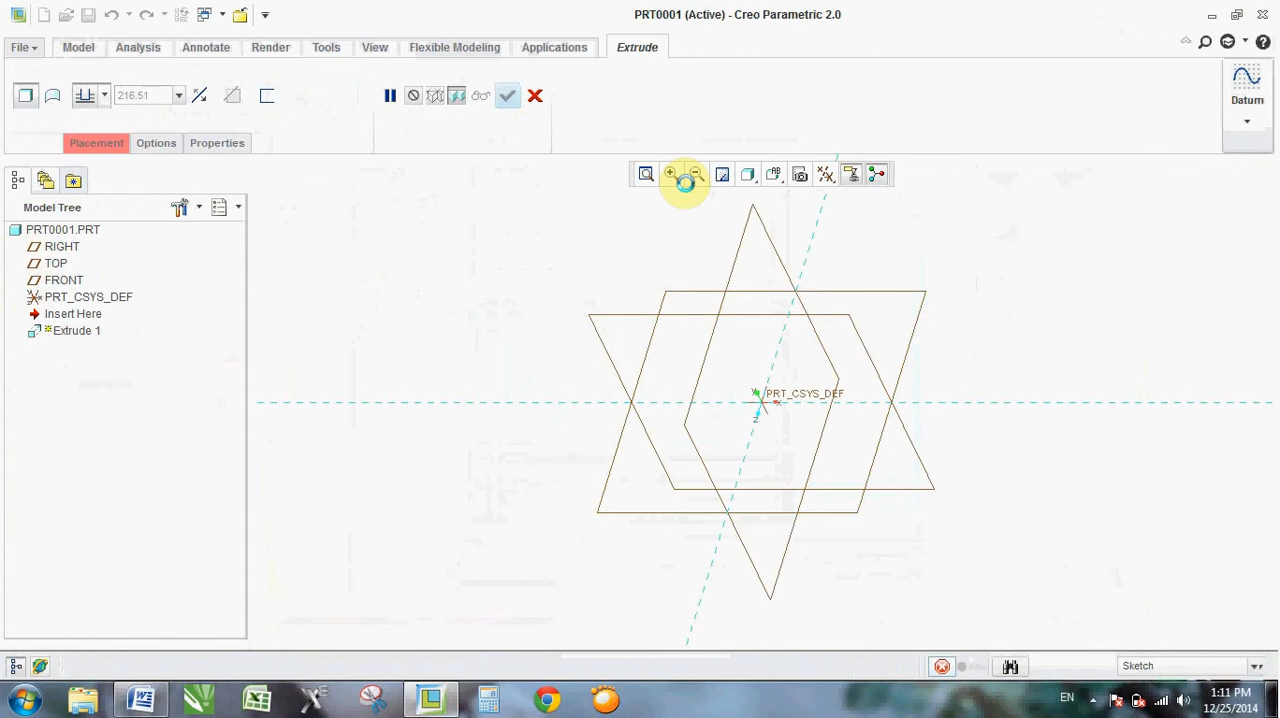 PRT0001 (Active) - Creo Parametric 2.0
File Model Analysis Annotate Render Tools View Flexible Modeling Applications Extrude
216.51
Datum
Placement Options Properties
Model Tree
PRT0001.PRT
RIGHT
TOP
FRONT
PRT_CSYS_DEF
Insert Here
Extrude 1
Y PRT_CSYS_DEF
X
Z
Sketch
EN
1:11 PM
12/25/2014